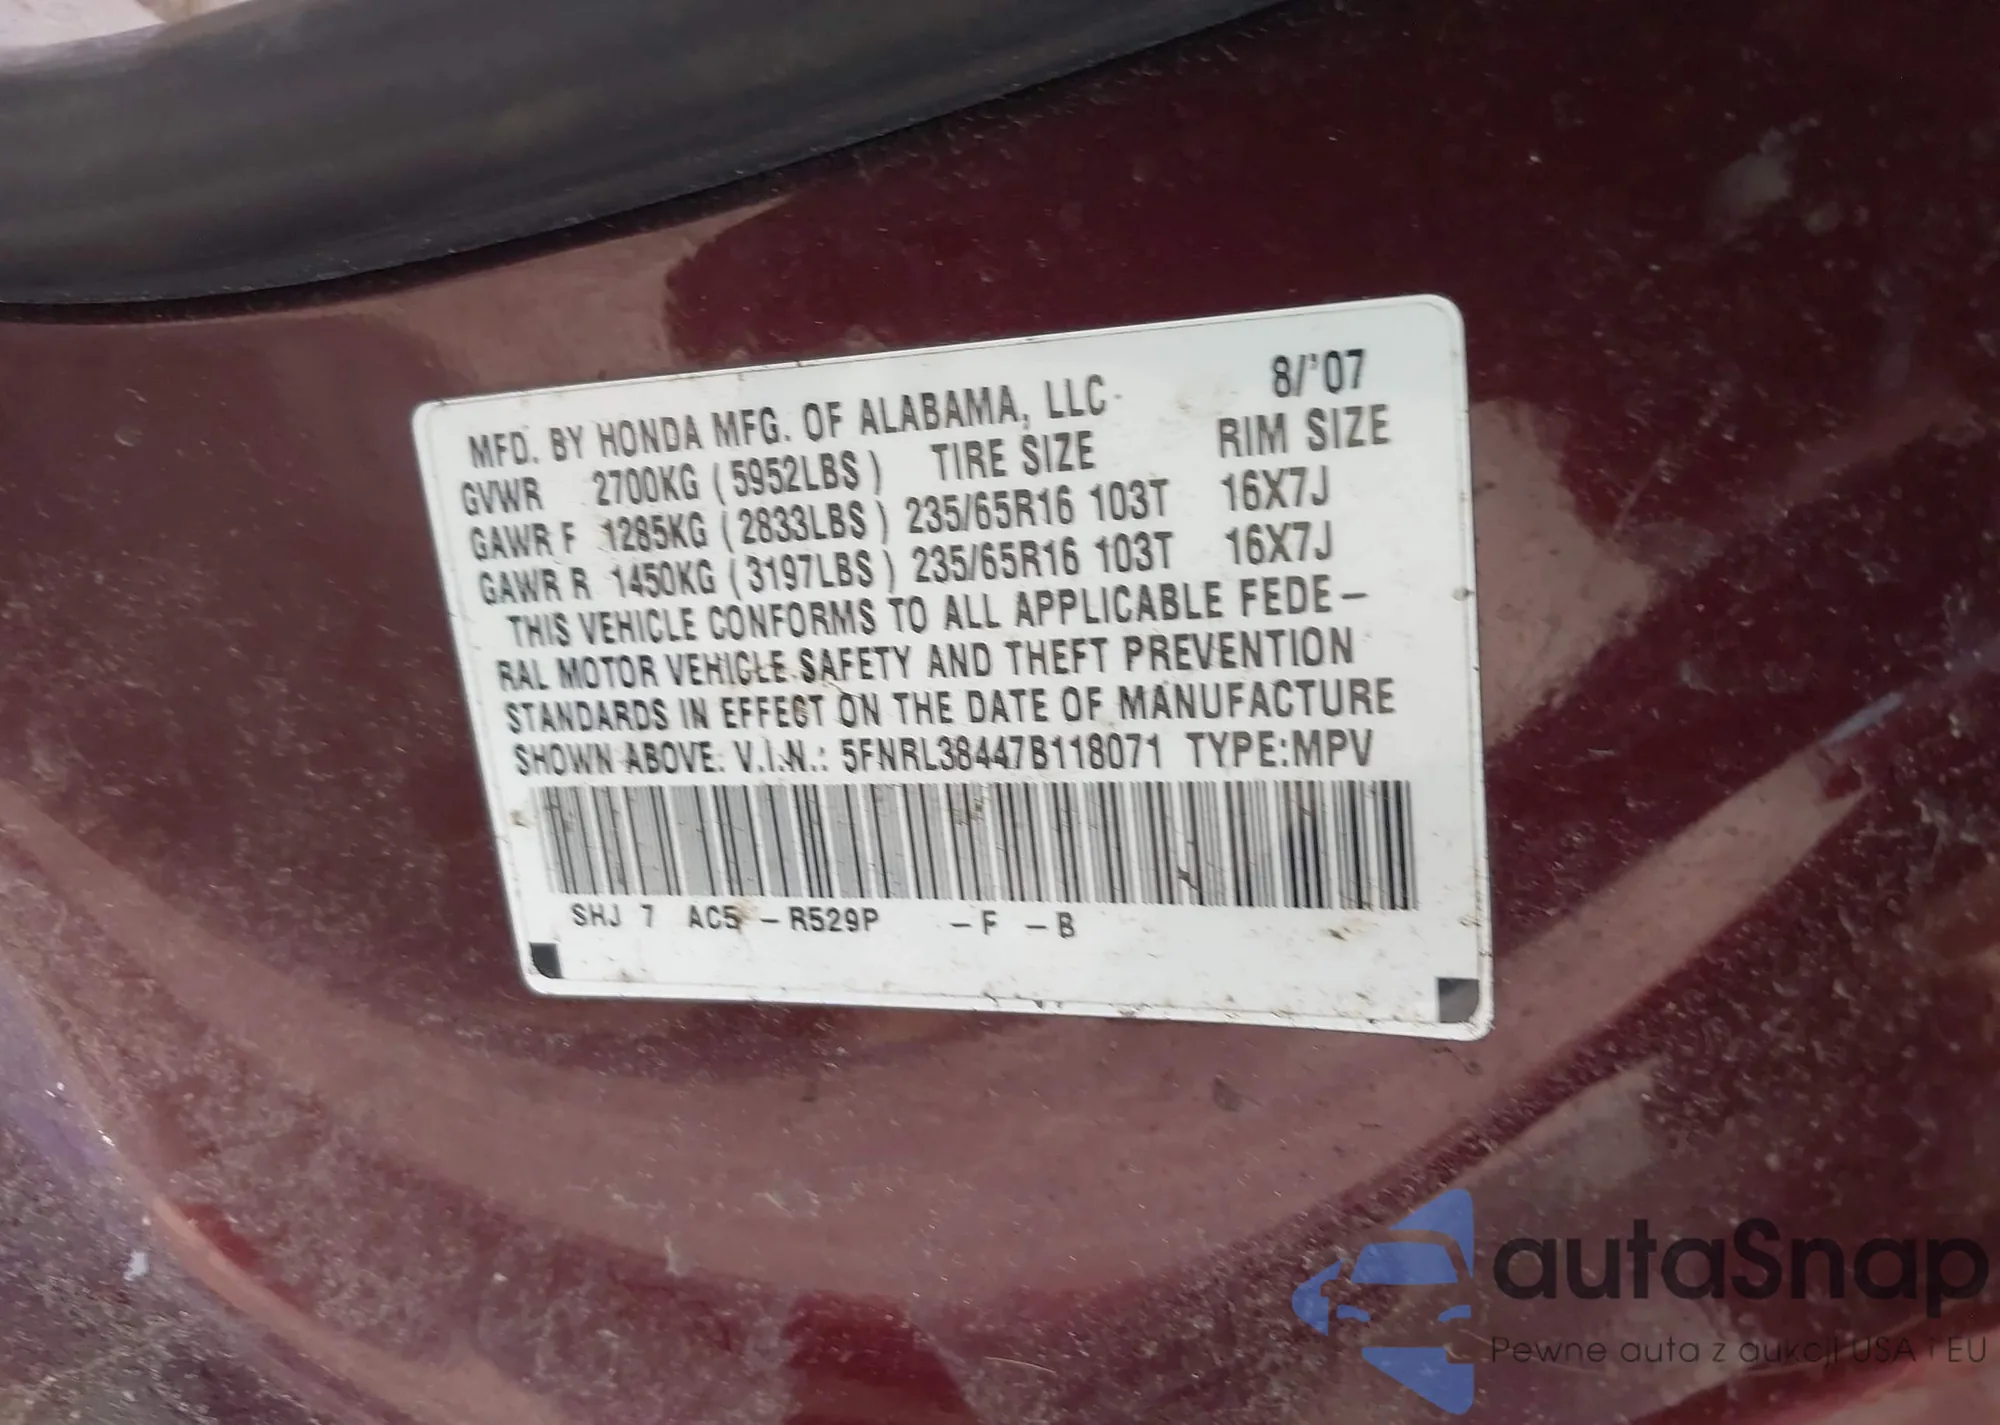 MFD. BY HONDA MFG. OF ALABAMA, LLC 8/'07
GVWR 2700KG (5952LBS) TIRE SIZE RIM SIZE
GAWR F 1285KG (2833LBS) 235/65R16 103T 16X7J
GAWR R 1450KG (3197LBS) 235/65R16 103T 16X7J
THIS VEHICLE CONFORMS TO ALL APPLICABLE FEDE-
RAL MOTOR VEHICLE SAFETY AND THEFT PREVENTION
STANDARDS IN EFFECT ON THE DATE OF MANUFACTURE
SHOWN ABOVE. V.I.N.: 5FNRL38447B118071 TYPE:MPV
SHJ 7 AC5 -R529P -F -B
autaSnap
Pewne auta z aukcji USA i EU